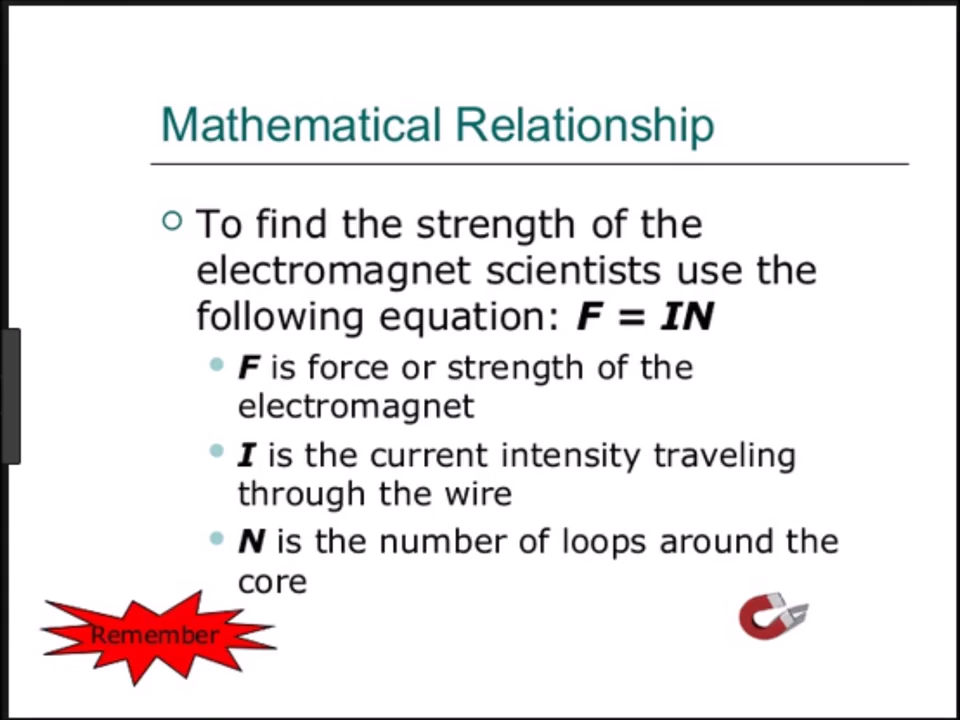 Mathematical Relationship
To find the strength of the
electromagnet scientists use the
following equation: F = IN
F is force or strength of the
electromagnet
I is the current intensity traveling
through the wire
N is the number of loops around the
core
Remember